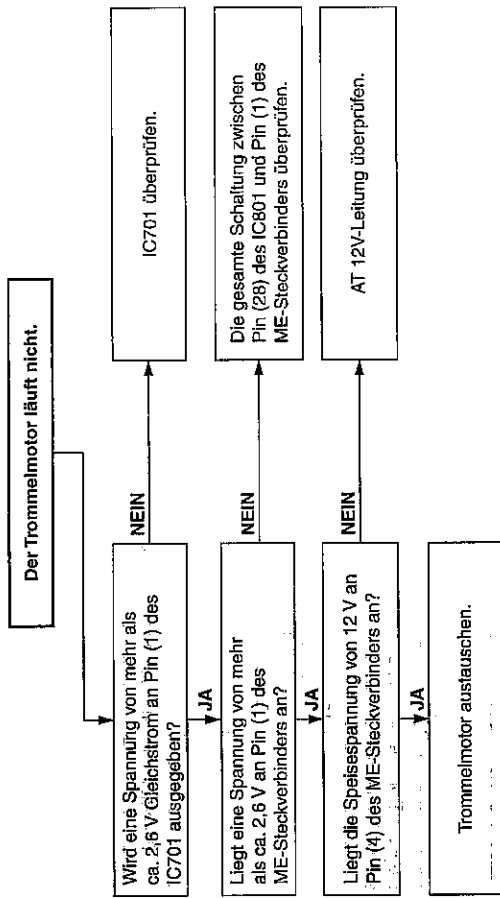 Der Trommelmotor läuft nicht.
Wird eine Spannung von mehr als
ca. 2,6 V Gleichstrom an Pin (1) des
IC701 ausgegeben?
NEIN
IC701 überprüfen.
JA
Liegt eine Spannung von mehr
als ca. 2,6 V an Pin (1) des
ME-Steckverbinders an?
NEIN
Die gesamte Schaltung zwischen
Pin (28) des IC801 und Pin (1) des
ME-Steckverbinders überprüfen.
JA
Liegt die Speisespannung von 12 V an
Pin (4) des ME-Steckverbinders an?
NEIN
AT 12V-Leitung überprüfen.
JA
Trommelmotor austauschen.